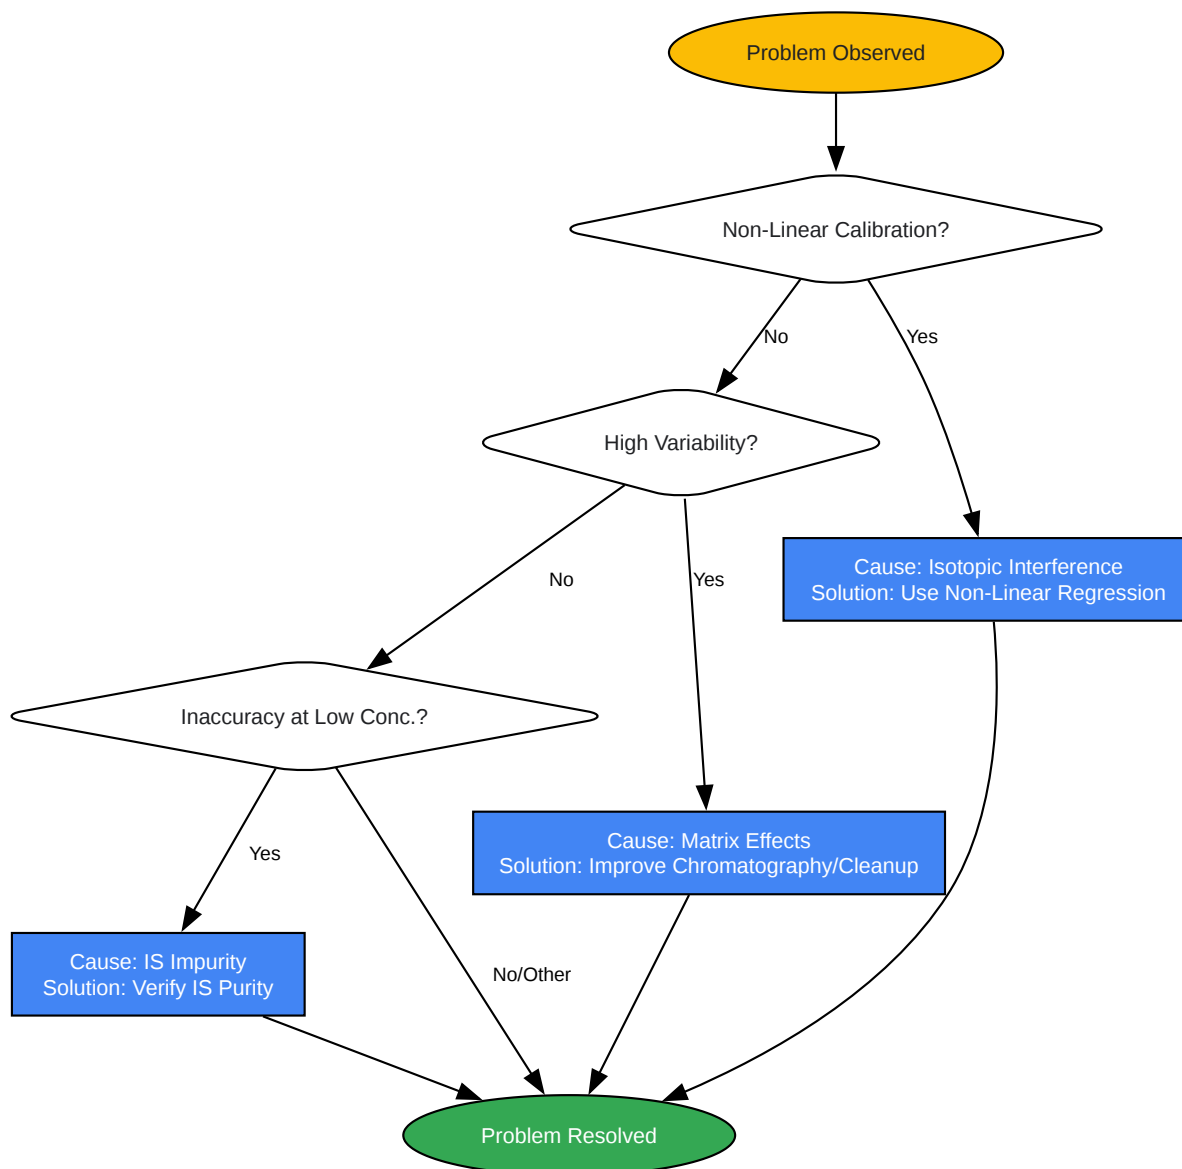 Problem Observed
Non-Linear Calibration?
No
Yes
High Variability?
Cause: Isotopic Interference
Solution: Use Non-Linear Regression
No
Yes
Inaccuracy at Low Conc.?
Cause: Matrix Effects
Solution: Improve Chromatography/Cleanup
Yes
Cause: IS Impurity
Solution: Verify IS Purity
No/Other
Problem Resolved